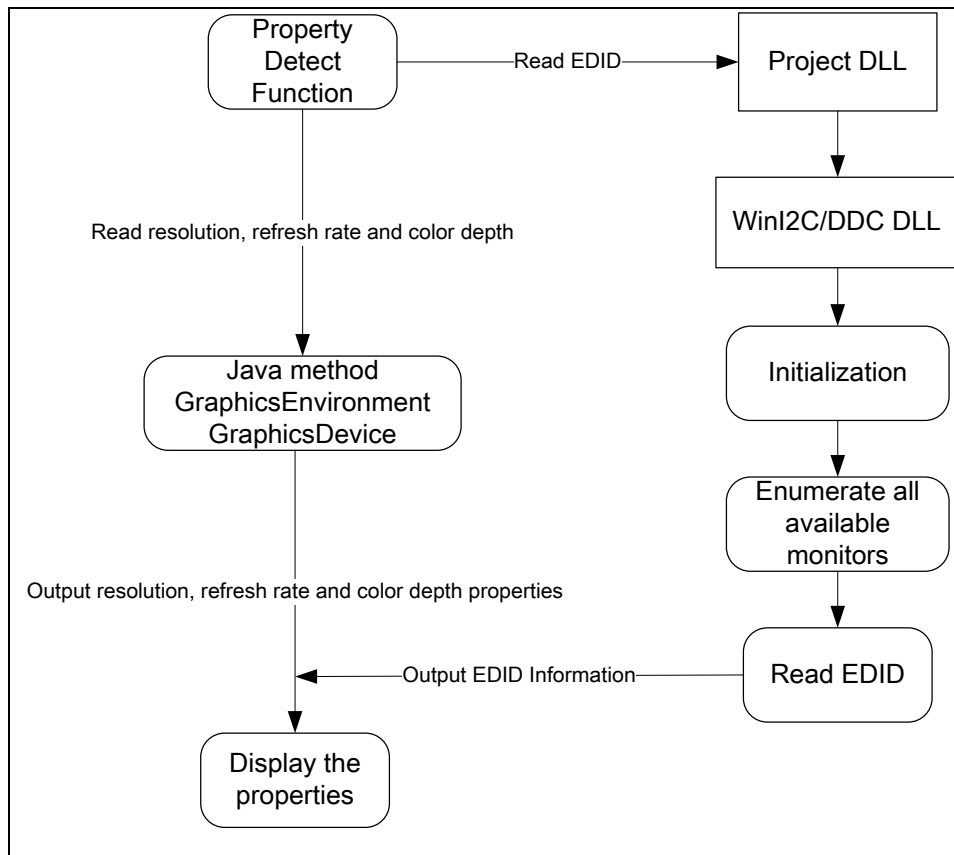 Property
Detect
Function
Read EDID
Project DLL
WinI2C/DDC DLL
Read resolution, refresh rate and color depth
Initialization
Java method
GraphicsEnvironment
GraphicsDevice
Enumerate all
available
monitors
Output resolution, refresh rate and color depth properties
Output EDID Information
Read EDID
Display the
properties